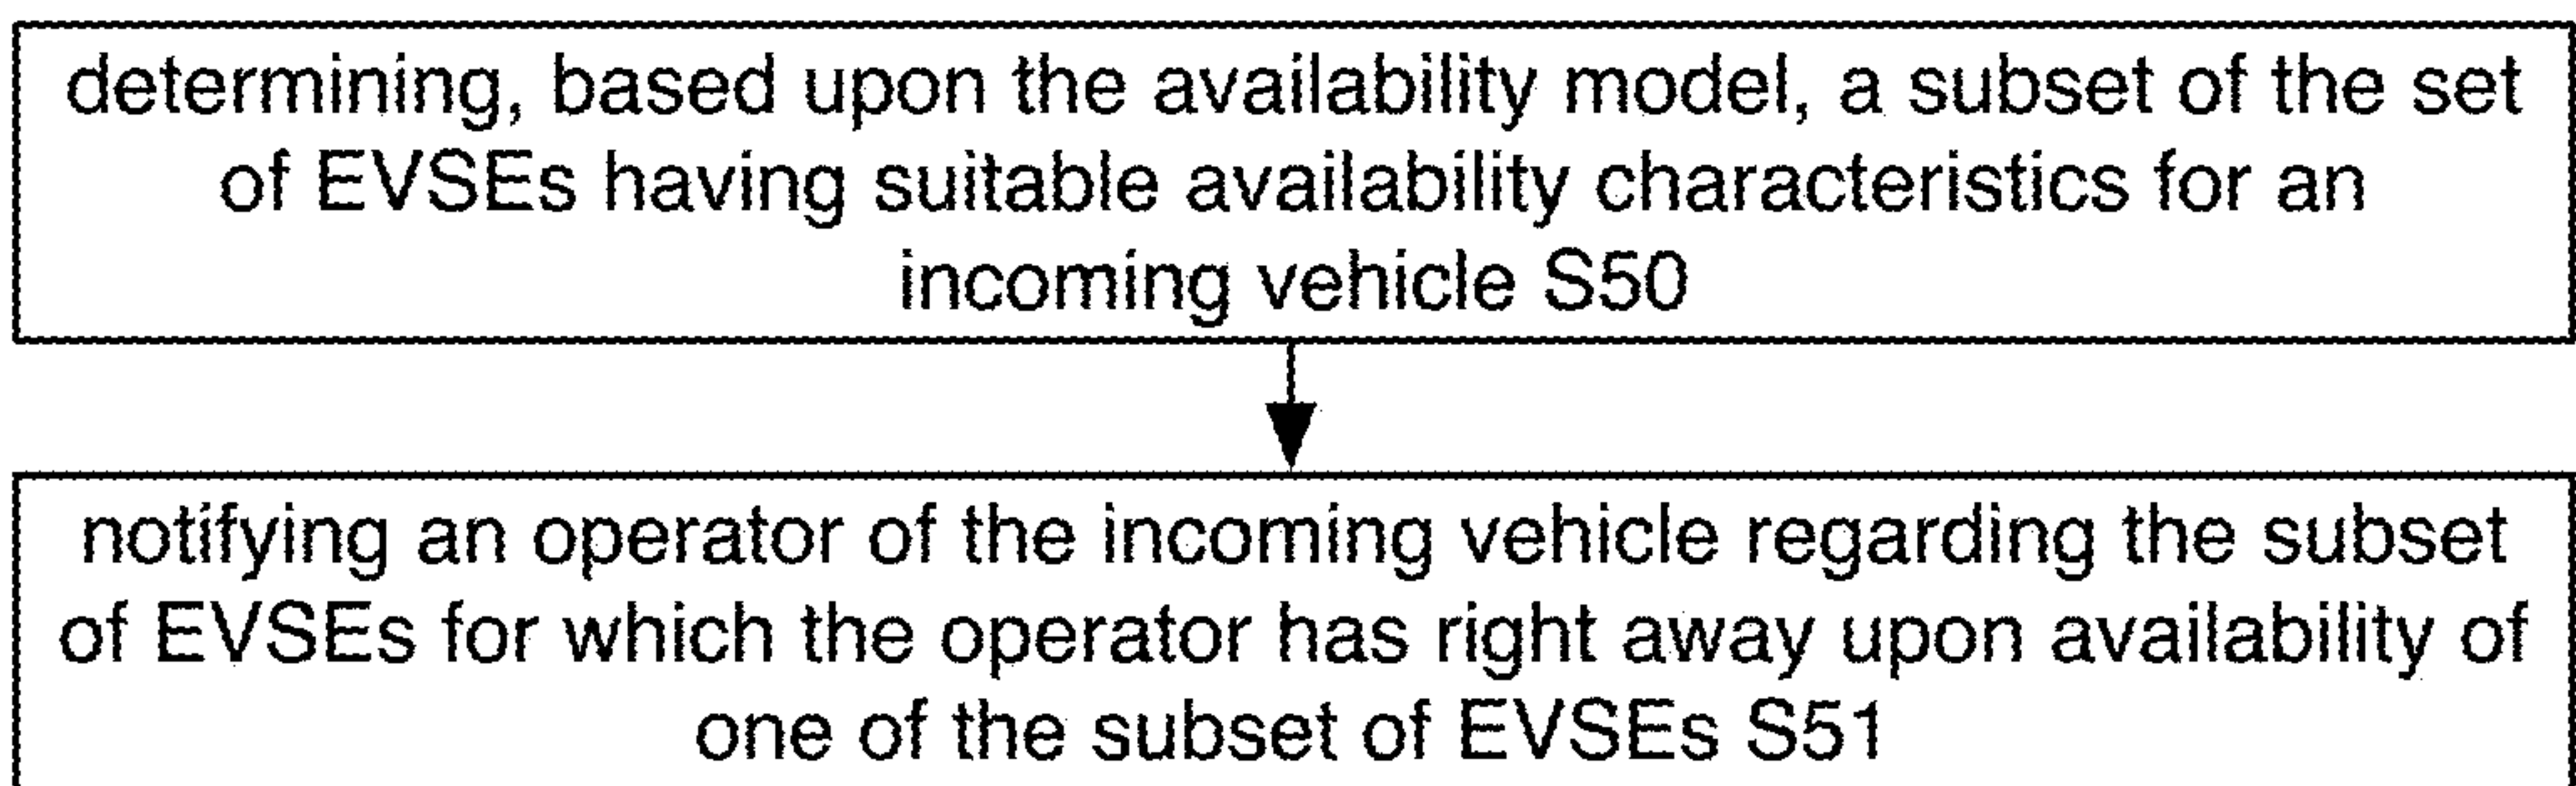 determining, based upon the availability model, a subset of the set
of EVSEs having suitable availability characteristics for an
incoming vehicle S50
notifying an operator of the incoming vehicle regarding the subset
of EVSEs for which the operator has right away upon availability of
one of the subset of EVSEs S51